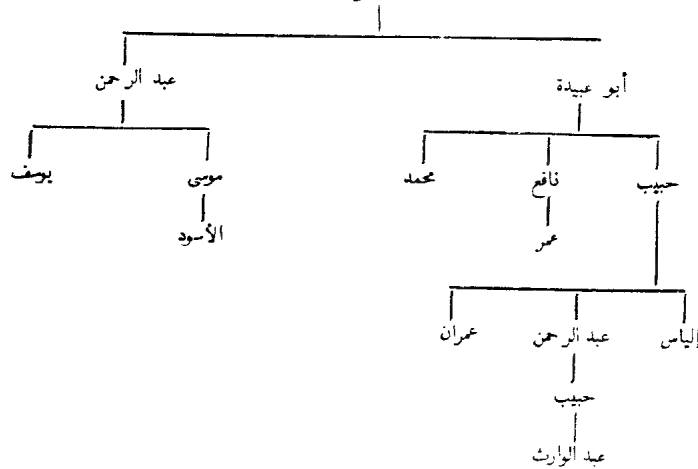 أبو عبيدة
عبد الرحمن
حبيب
نافع
محمد
موسى
يوسف
عمر
الأسود
إلياس
عبد الرحمن
عمران
حبيب
عبد الوارث